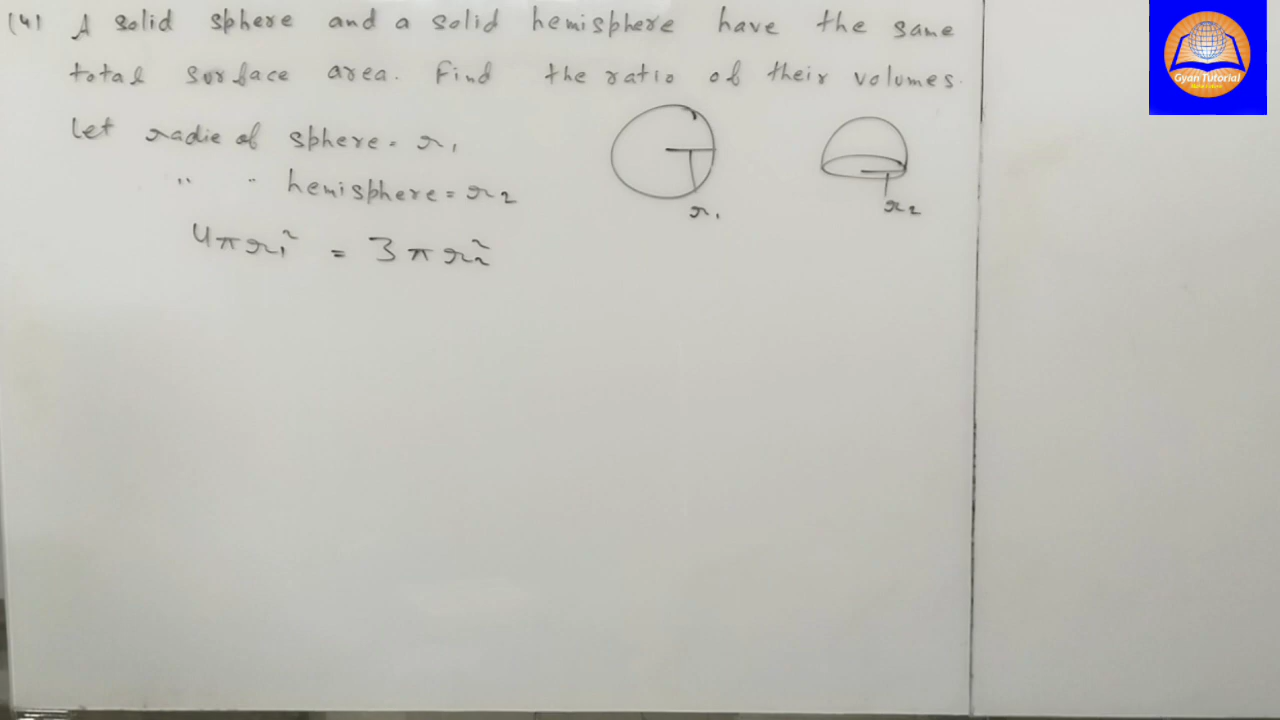 (4) A solid sphere and a solid hemisphere have the same
total surface area. Find the ratio of their volumes.
Let radie of sphere = r₁
" " hemisphere = r₂
4πr₁² = 3πr₂²
r₁
r₂
Gyan Tutorial